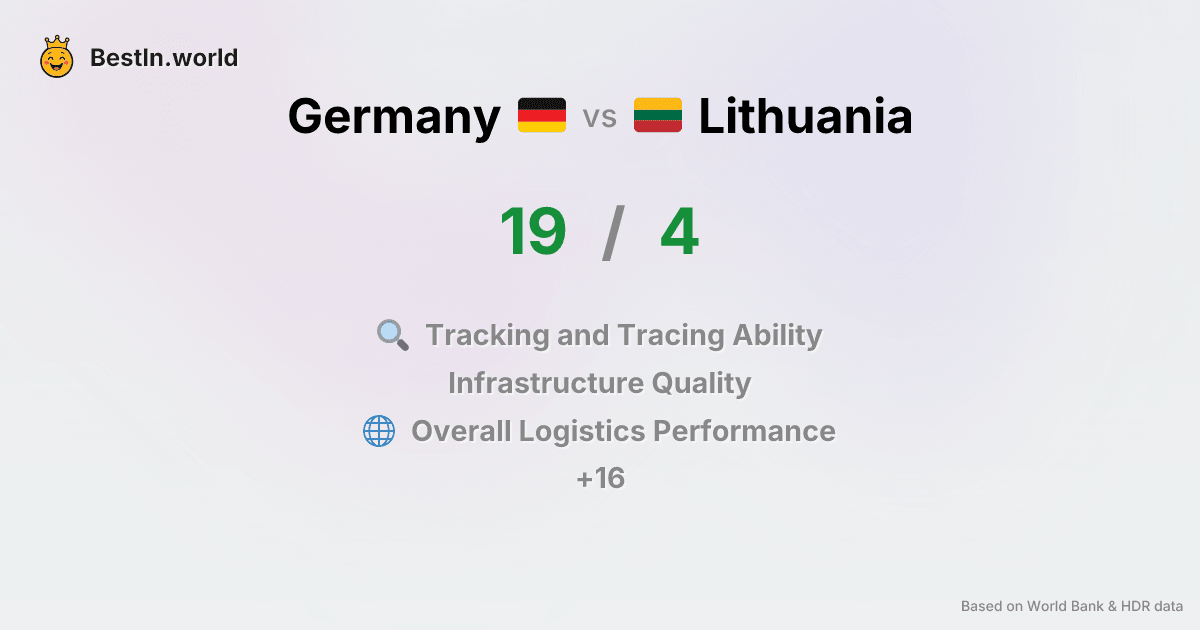 BestIn.world
Germany vs Lithuania
19 / 4
Tracking and Tracing Ability
Infrastructure Quality
Overall Logistics Performance
+16
Based on World Bank & HDR data